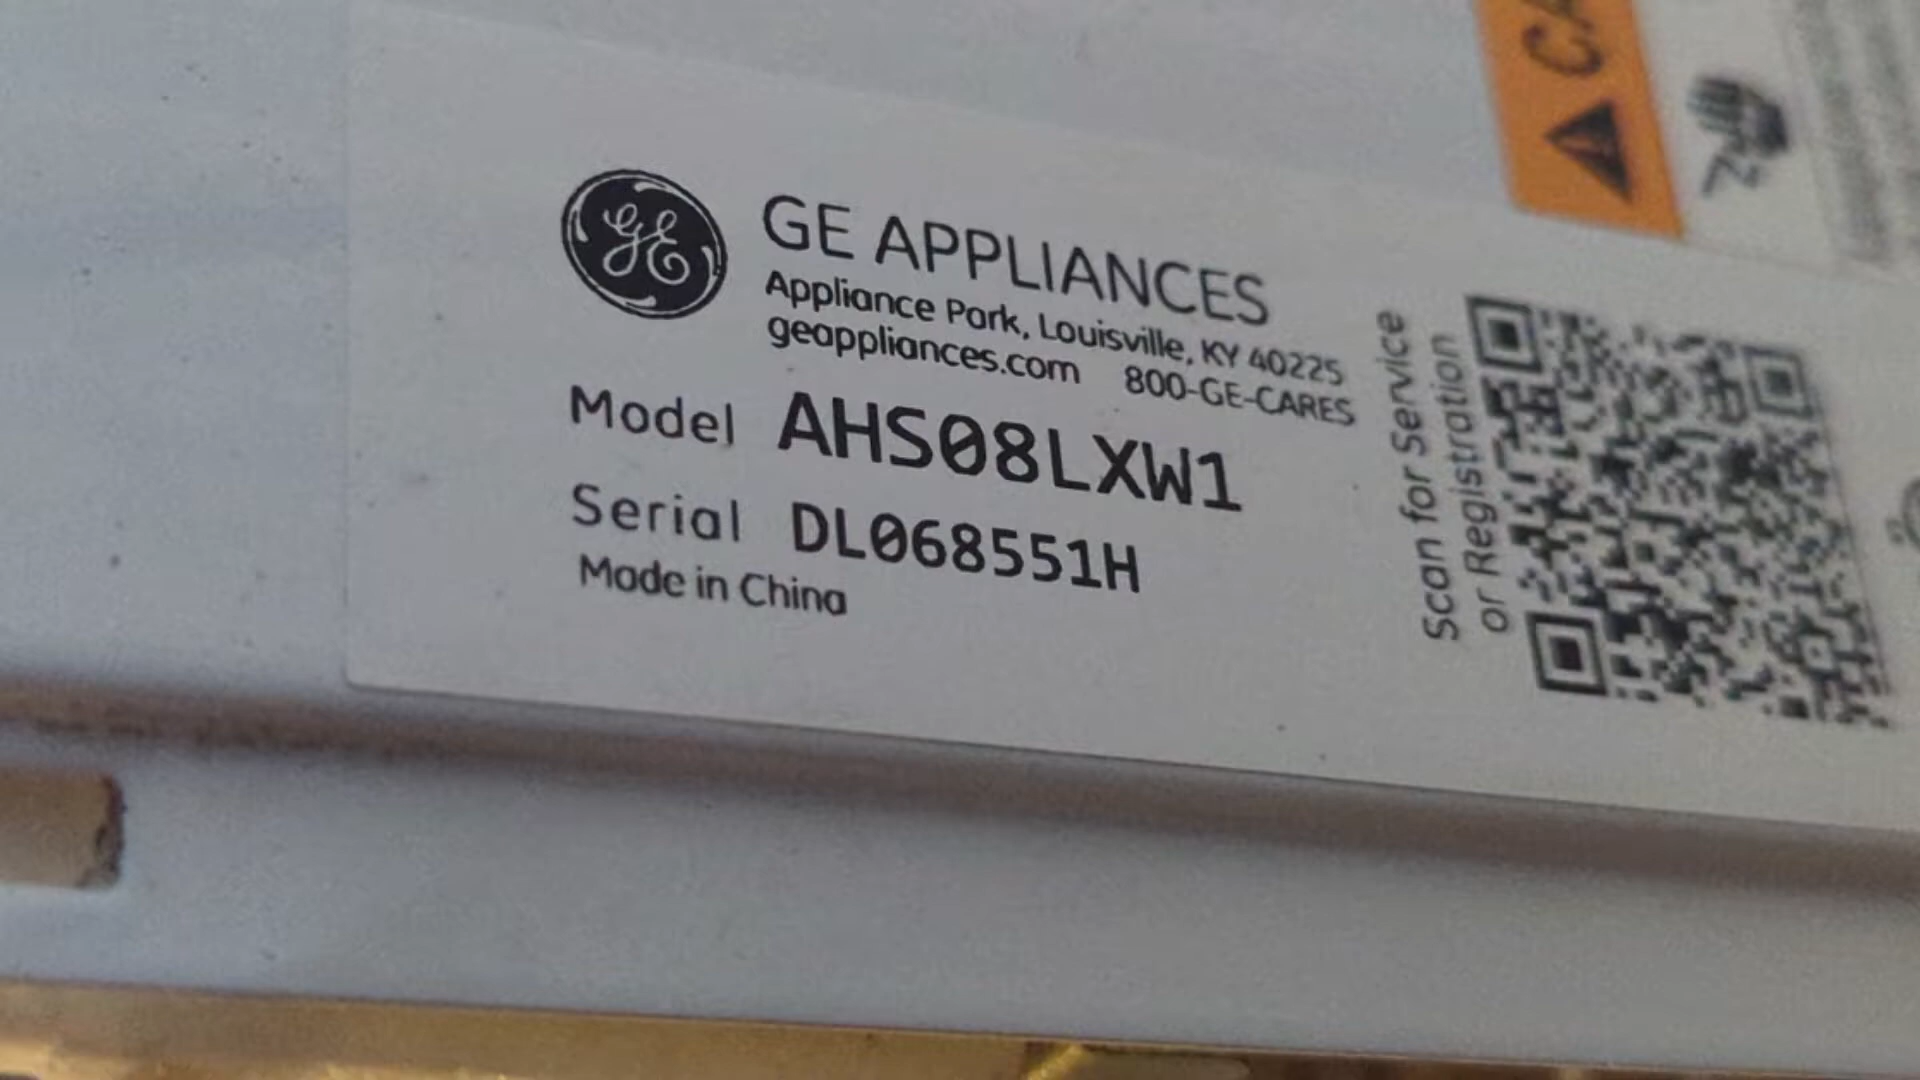 GE
GE APPLIANCES
Appliance Park, Louisville, KY 40225
geappliances.com 800-GE-CARES
Model AHS08LXW1
Serial DL068551H
Made in China
Scan for Service
or Registration